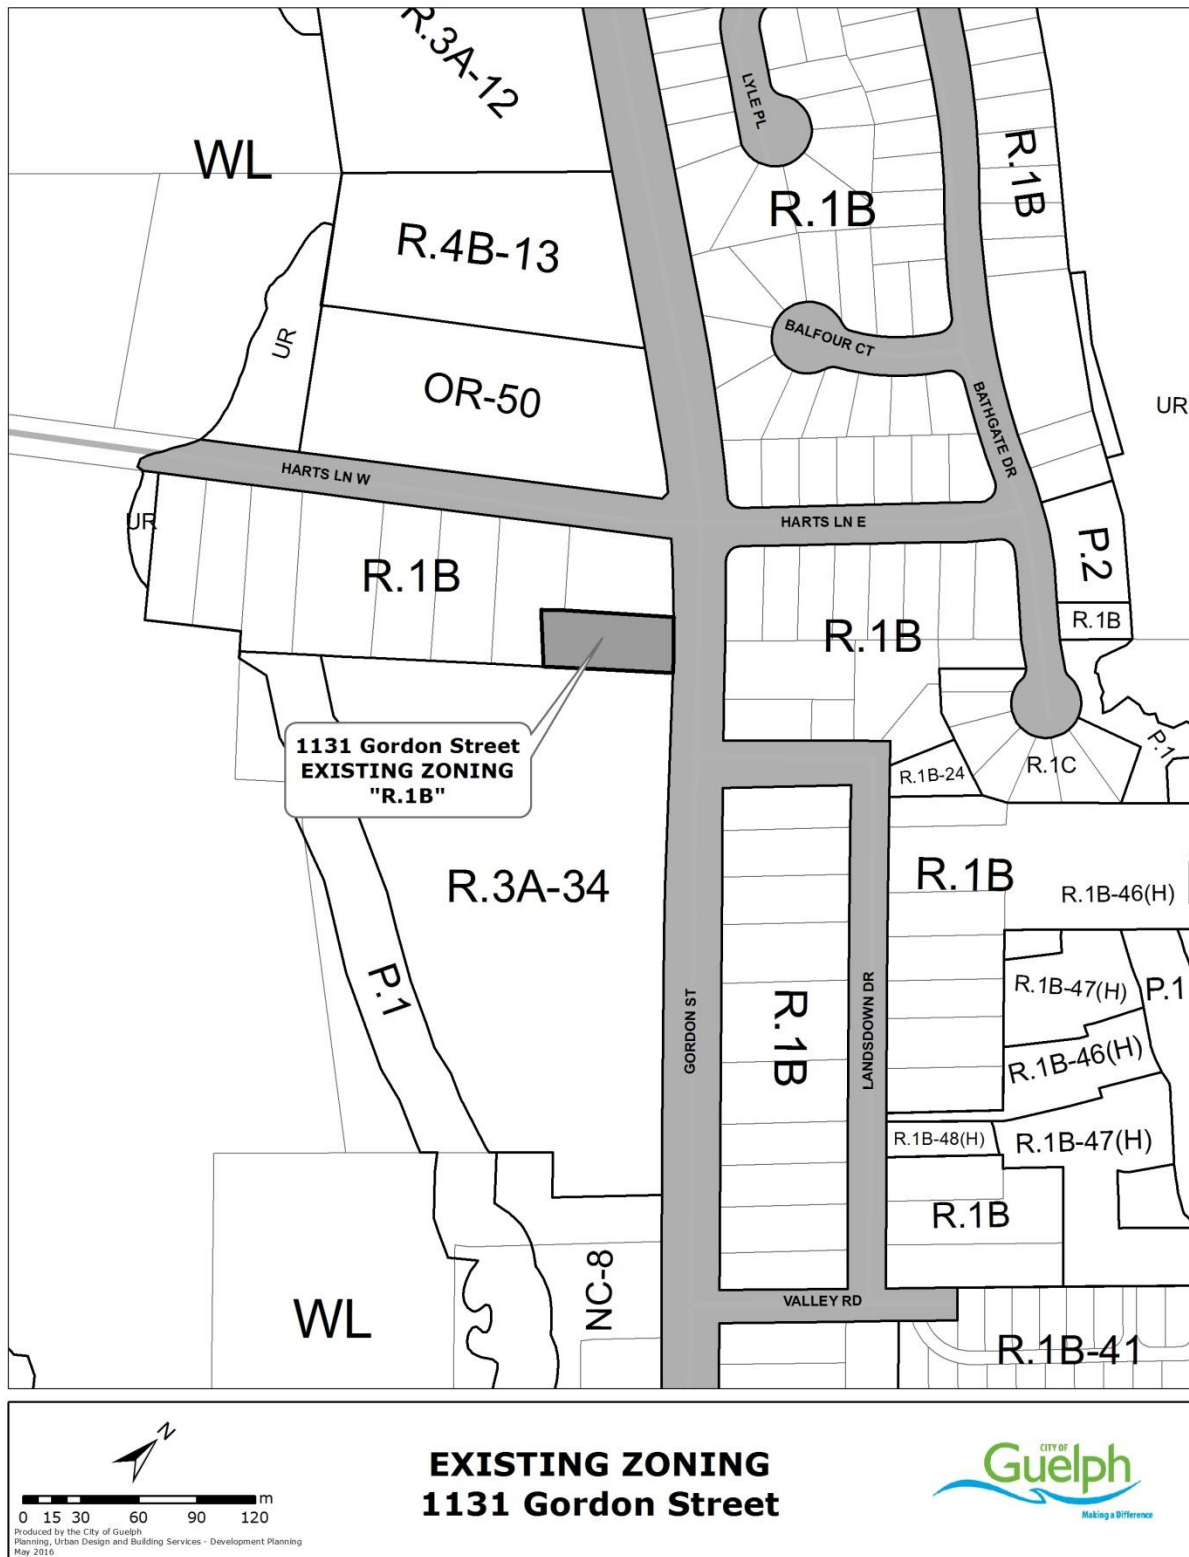 R.3A-12
LYLE PL
WL
R.1B
R.1B
R.4B-13
UR
BALFOUR CT
OR-50
BATHGATE DR
UR
HARTS LN W
HARTS LN E
UR
P.2
R.1B
R.1B
R.1B
1131 Gordon Street
EXISTING ZONING
"R.1B"
P.1
R.1B-24
R.1C
R.3A-34
R.1B
R.1B-46(H)
P.1
GORDON ST
R.1B
LANDSDOWN DR
R.1B-47(H)
P.1
R.1B-46(H)
R.1B-48(H)
R.1B-47(H)
R.1B
NC-8
WL
VALLEY RD
R.1B-41
N
m
0 15 30 60 90 120
Produced by the City of Guelph
Planning, Urban Design and Building Services - Development Planning
May 2016
EXISTING ZONING
1131 Gordon Street
CITY OF
Guelph
Making a Difference